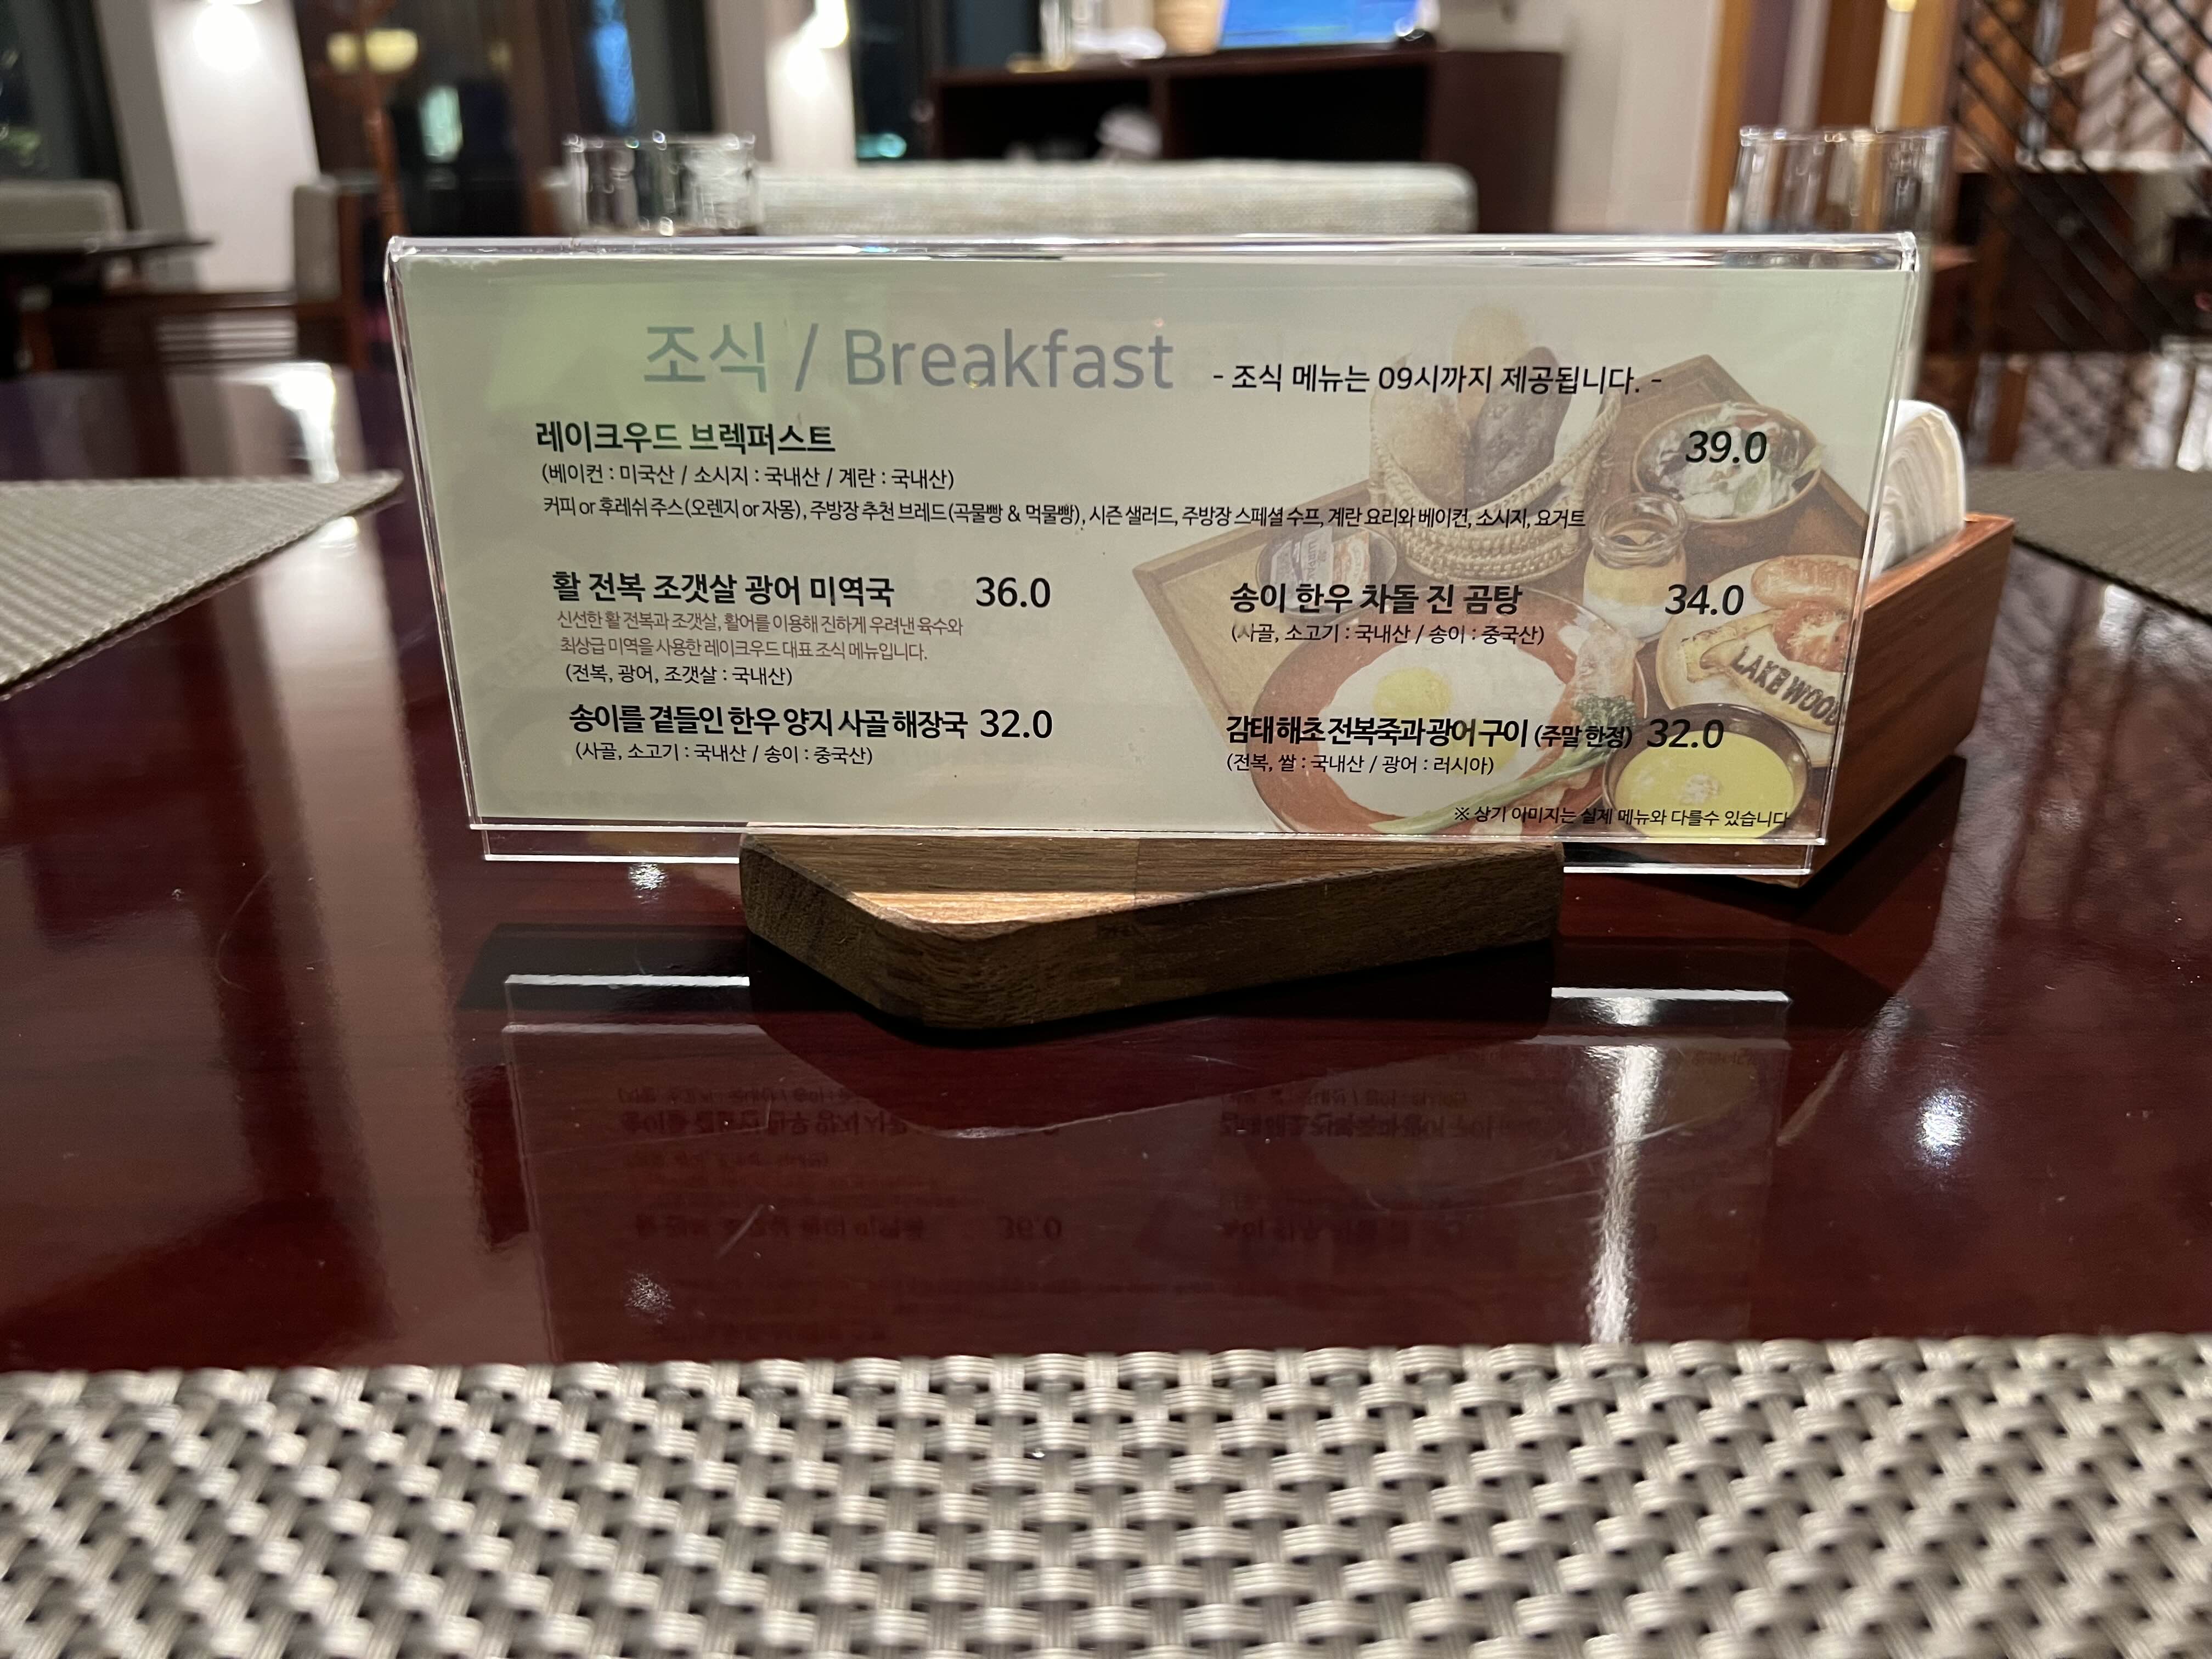 조식 / Breakfast - 조식 메뉴는 09시까지 제공됩니다. -
레이크우드 브렉퍼스트 39.0
(베이컨 : 미국산 / 소시지 : 국내산 / 계란 : 국내산)
커피 or 후레쉬 주스(오렌지 or 자몽), 주방장 추천 브레드(곡물빵 & 먹물빵), 시즌 샐러드, 주방장 스페셜 수프, 계란 요리와 베이컨, 소시지, 요거트
활 전복 조갯살 광어 미역국 36.0
신선한 활 전복과 조갯살, 활어를 이용해 진하게 우려낸 육수와
최상급 미역을 사용한 레이크우드 대표 조식 메뉴입니다.
(전복, 광어, 조갯살 : 국내산)
송이를 곁들인 한우 양지 사골 해장국 32.0
(사골, 소고기 : 국내산 / 송이 : 중국산)
송이 한우 차돌 진 곰탕 34.0
(사골, 소고기 : 국내산 / 송이 : 중국산)
감태해초전복죽과광어구이 (주말 한정) 32.0
(전복, 쌀 : 국내산 / 광어 : 러시아)
LAKE WOOD
※ 상기 이미지는 실제 메뉴와 다를수 있습니다